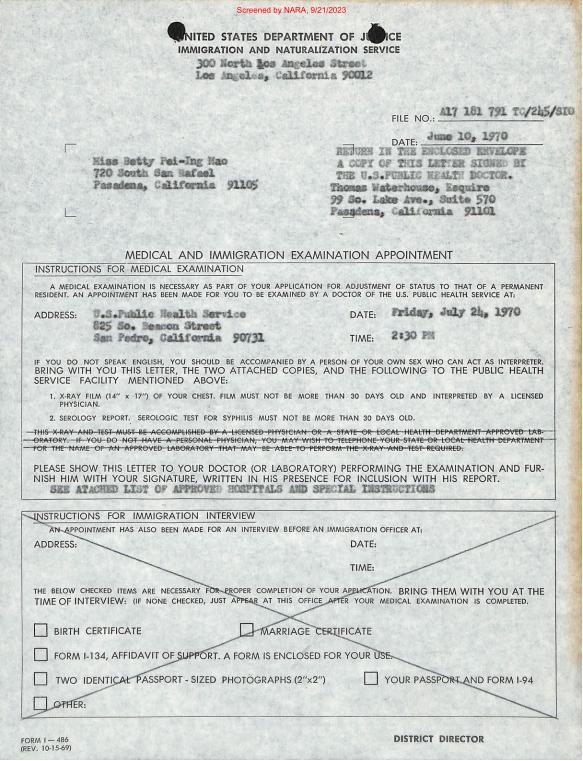 Screened by NARA, 9/21/2023
UNITED STATES DEPARTMENT OF JUSTICE
IMMIGRATION AND NATURALIZATION SERVICE
300 North Los Angeles Street
Los Angeles, California 90012
FILE NO.: A17 181 791 TC/245/SIO
DATE: June 10, 1970
Miss Betty Pei-Ing Mao
720 South San Rafael
Pasadena, California 91105
RETURN IN THE ENCLOSED ENVELOPE
A COPY OF THIS LETTER SIGNED BY
THE U.S.PUBLIC HEALTH DOCTOR.
Thomas Waterhouse, Esquire
99 So. Lake Ave., Suite 570
Pasadena, California 91101
MEDICAL AND IMMIGRATION EXAMINATION APPOINTMENT
INSTRUCTIONS FOR MEDICAL EXAMINATION
A MEDICAL EXAMINATION IS NECESSARY AS PART OF YOUR APPLICATION FOR ADJUSTMENT OF STATUS TO THAT OF A PERMANENT
RESIDENT. AN APPOINTMENT HAS BEEN MADE FOR YOU TO BE EXAMINED BY A DOCTOR OF THE U.S. PUBLIC HEALTH SERVICE AT:
ADDRESS: U.S.Public Health Service
825 So. Beacon Street
San Pedro, California 90731
DATE: Friday, July 24, 1970
TIME: 2:30 PM
IF YOU DO NOT SPEAK ENGLISH, YOU SHOULD BE ACCOMPANIED BY A PERSON OF YOUR OWN SEX WHO CAN ACT AS INTERPRETER.
BRING WITH YOU THIS LETTER, THE TWO ATTACHED COPIES, AND THE FOLLOWING TO THE PUBLIC HEALTH
SERVICE FACILITY MENTIONED ABOVE:
1. X-RAY FILM (14" x 17") OF YOUR CHEST. FILM MUST NOT BE MORE THAN 30 DAYS OLD AND INTERPRETED BY A LICENSED
PHYSICIAN.
2. SEROLOGY REPORT. SEROLOGIC TEST FOR SYPHILIS MUST NOT BE MORE THAN 30 DAYS OLD.
THIS X-RAY AND TEST MUST BE ACCOMPLISHED BY A LICENSED PHYSICIAN OR A STATE OR LOCAL HEALTH DEPARTMENT APPROVED LAB-
ORATORY. IF YOU DO NOT HAVE A PERSONAL PHYSICIAN, YOU MAY WISH TO TELEPHONE YOUR STATE OR LOCAL HEALTH DEPARTMENT
FOR THE NAME OF AN APPROVED LABORATORY THAT MAY BE ABLE TO PERFORM THE X-RAY AND TEST REQUIRED.
PLEASE SHOW THIS LETTER TO YOUR DOCTOR (OR LABORATORY) PERFORMING THE EXAMINATION AND FUR-
NISH HIM WITH YOUR SIGNATURE, WRITTEN IN HIS PRESENCE FOR INCLUSION WITH HIS REPORT.
SEE ATACHED LIST OF APPROVED HOSPITALS AND SPECIAL INSTRUCTIONS
INSTRUCTIONS FOR IMMIGRATION INTERVIEW
AN APPOINTMENT HAS ALSO BEEN MADE FOR AN INTERVIEW BEFORE AN IMMIGRATION OFFICER AT:
ADDRESS:
DATE:
TIME:
THE BELOW CHECKED ITEMS ARE NECESSARY FOR PROPER COMPLETION OF YOUR APPLICATION. BRING THEM WITH YOU AT THE
TIME OF INTERVIEW: (IF NONE CHECKED, JUST APPEAR AT THIS OFFICE AFTER YOUR MEDICAL EXAMINATION IS COMPLETED.
BIRTH CERTIFICATE MARRIAGE CERTIFICATE
FORM I-134, AFFIDAVIT OF SUPPORT. A FORM IS ENCLOSED FOR YOUR USE.
TWO IDENTICAL PASSPORT - SIZED PHOTOGRAPHS (2"x2") YOUR PASSPORT AND FORM I-94
OTHER:
FORM I — 486
(REV. 10-15-69)
DISTRICT DIRECTOR